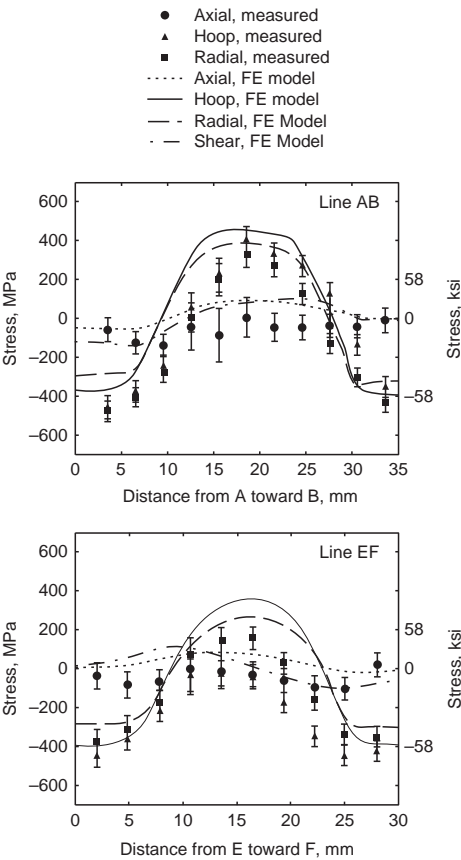 Axial, measured
Hoop, measured
Radial, measured
Axial, FE model
Hoop, FE model
Radial, FE Model
Shear, FE Model
Line AB
600
400
200
0
–200
–400
–600
58
0
–58
Stress, MPa
Stress, ksi
0 5 10 15 20 25 30 35
Distance from A toward B, mm
Line EF
600
400
200
0
–200
–400
–600
58
0
–58
Stress, MPa
Stress, ksi
0 5 10 15 20 25 30
Distance from E toward F, mm